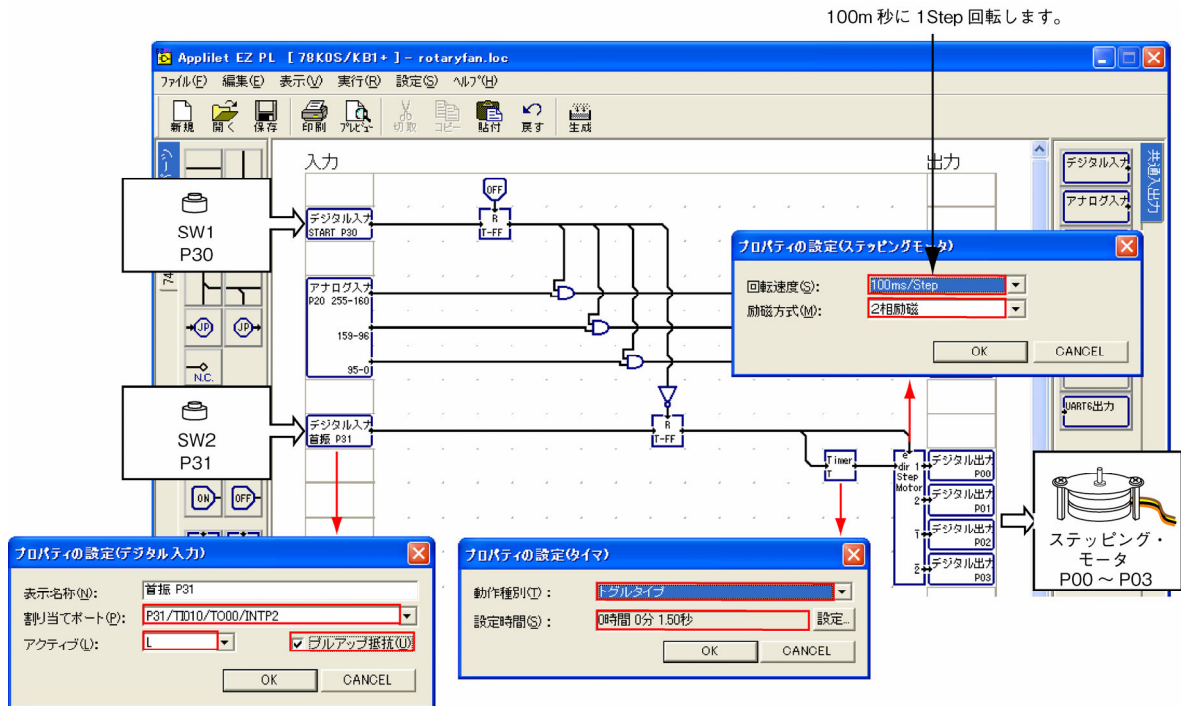 100m 秒に 1Step 回転します。
Applilet EZ PL [ 78K0S/KB1+ ] - rotaryfan.loc
ファイル(F) 編集(E) 表示(V) 実行(R) 設定(S) ヘルプ(H)
新規 開く 保存 印刷 プレビュー 切取 コピー 貼付 戻す 生成
入力
出力
共通入出力
デジタル入力
アナログ入力
UART6出力
74
JP JP
N.C.
ON OFF
SW1
P30
SW2
P31
デジタル入力
START P30
OFF
R
T-FF
アナログ入力
P20 255-160
159-96
95-0
デジタル入力
首振 P31
R
T-FF
Timer
T
e
dir 1
Step
Motor
2
1
2
デジタル出力
P00
デジタル出力
P01
デジタル出力
P02
デジタル出力
P03
プロパティの設定(ステッピングモータ)
回転速度(S): 100ms/Step
励磁方式(M): 2相励磁
OK CANCEL
ステッピング・
モータ
P00 ～ P03
プロパティの設定(デジタル入力)
表示名称(N): 首振 P31
割り当てポート(P): P31/TI010/TO00/INTP2
アクティブ(L): L プルアップ抵抗(U)
OK CANCEL
プロパティの設定(タイマ)
動作種別(T): トグルタイプ
設定時間(S): 0時間 0分 1.50秒 設定...
OK CANCEL